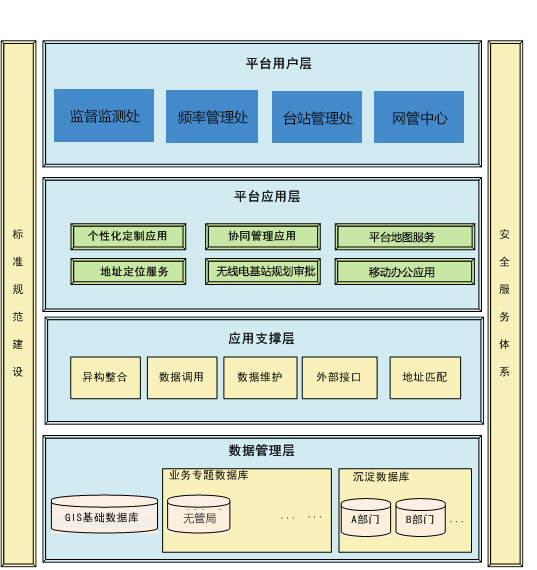 平台用户层
监督监测处
频率管理处
台站管理处
网管中心
平台应用层
个性化定制应用
协同管理应用
平台地图服务
地址定位服务
无线电基站规划审批
移动办公应用
应用支撑层
异构整合
数据调用
数据维护
外部接口
地址匹配
数据管理层
GIS基础数据库
业务专题数据库
无管局
... ...
沉淀数据库
A部门
B部门
...
标准规范建设
安全服务体系